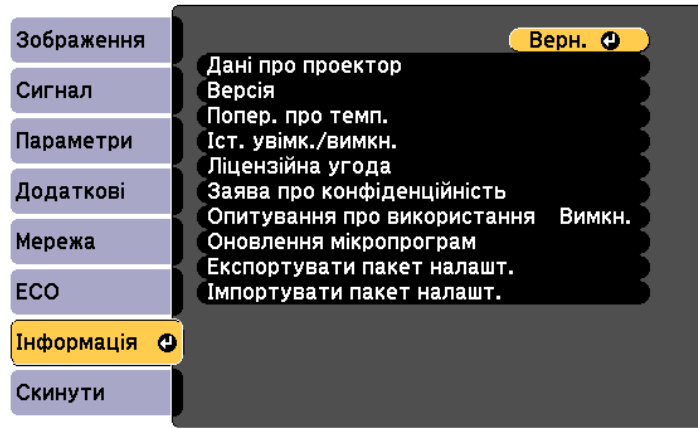 Зображення
Сигнал
Параметри
Додаткові
Мережа
ECO
Інформація
Скинути
Верн.
Дані про проектор
Версія
Попер. про темп.
Іст. увімк./вимкн.
Ліцензійна угода
Заява про конфіденційність
Опитування про використання Вимкн.
Оновлення мікропрограм
Експортувати пакет налашт.
Імпортувати пакет налашт.